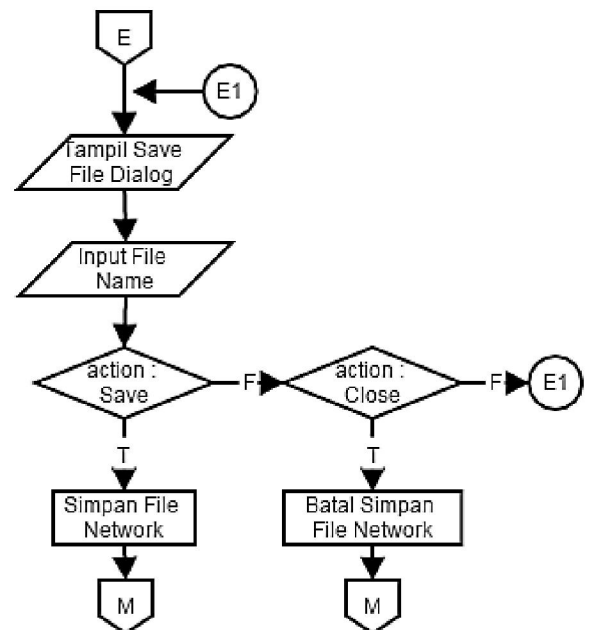 E
E1
Tampil Save
File Dialog
Input File
Name
action :
Save
F
action :
Close
F
E1
T
T
Simpan File
Network
Batal Simpan
File Network
M
M